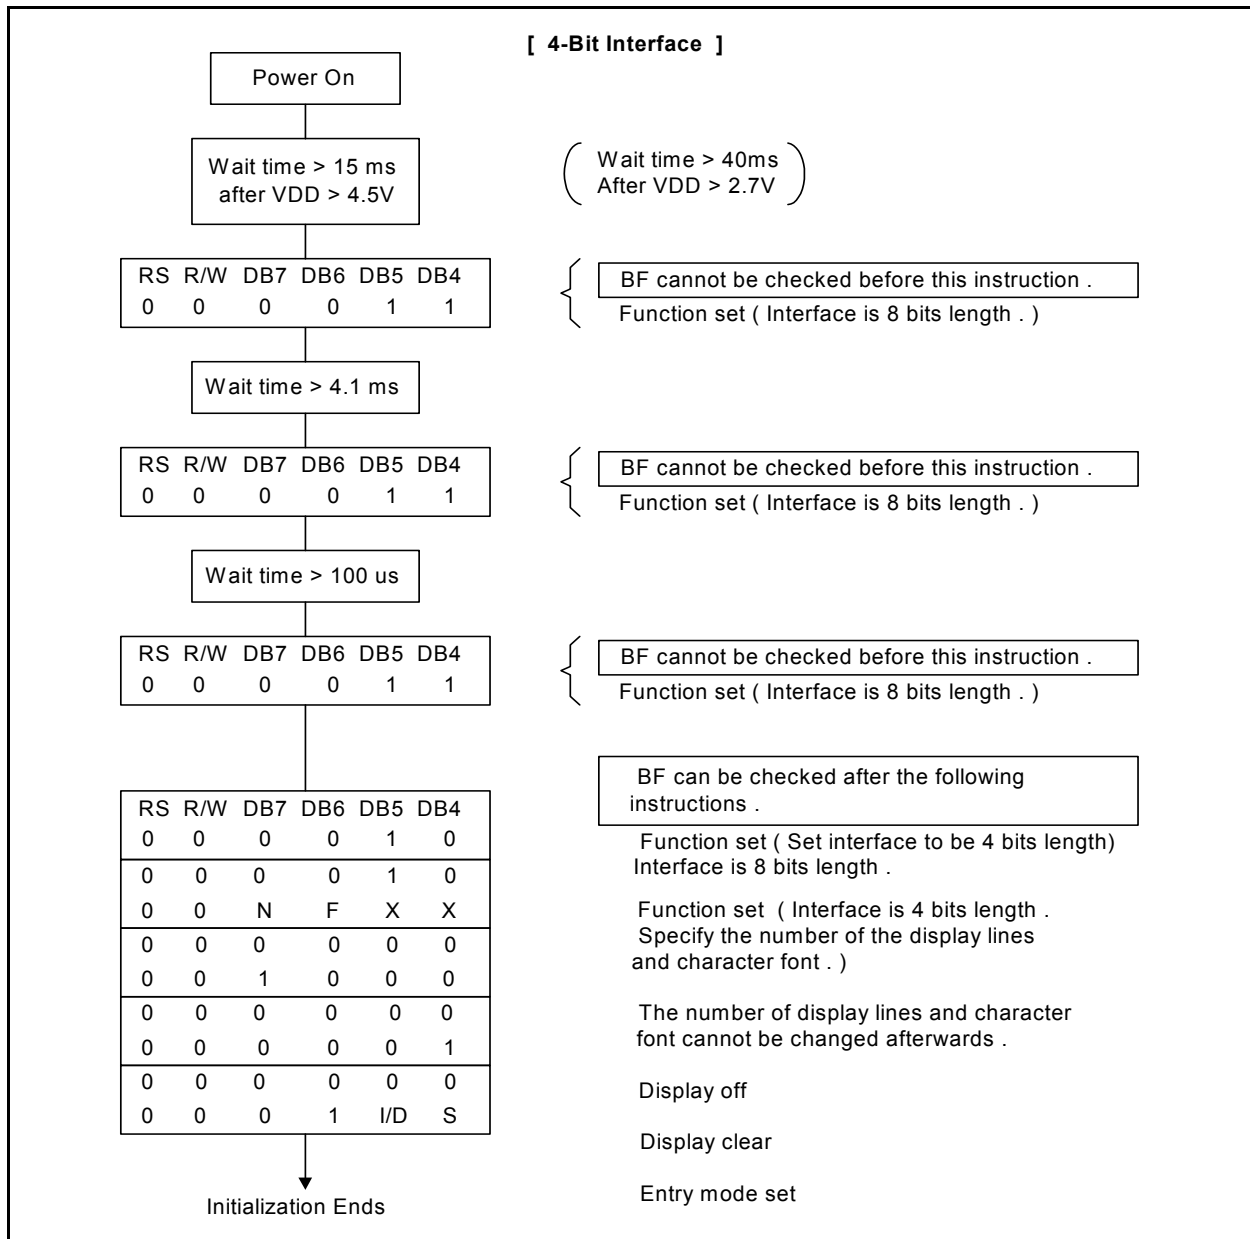 [ 4-Bit Interface ]
Power On
Wait time > 15 ms
after VDD > 4.5V
Wait time > 40ms
After VDD > 2.7V
RS R/W DB7 DB6 DB5 DB4
0 0 0 0 1 1
BF cannot be checked before this instruction .
Function set ( Interface is 8 bits length . )
Wait time > 4.1 ms
RS R/W DB7 DB6 DB5 DB4
0 0 0 0 1 1
BF cannot be checked before this instruction .
Function set ( Interface is 8 bits length . )
Wait time > 100 us
RS R/W DB7 DB6 DB5 DB4
0 0 0 0 1 1
BF cannot be checked before this instruction .
Function set ( Interface is 8 bits length . )
RS R/W DB7 DB6 DB5 DB4
0 0 0 0 1 0
0 0 0 0 1 0
0 0 N F X X
0 0 0 0 0 0
0 0 1 0 0 0
0 0 0 0 0 0
0 0 0 0 0 1
0 0 0 0 0 0
0 0 0 1 I/D S
BF can be checked after the following
instructions .
Function set ( Set interface to be 4 bits length)
Interface is 8 bits length .
Function set ( Interface is 4 bits length .
Specify the number of the display lines
and character font . )
The number of display lines and character
font cannot be changed afterwards .
Display off
Display clear
Entry mode set
Initialization Ends